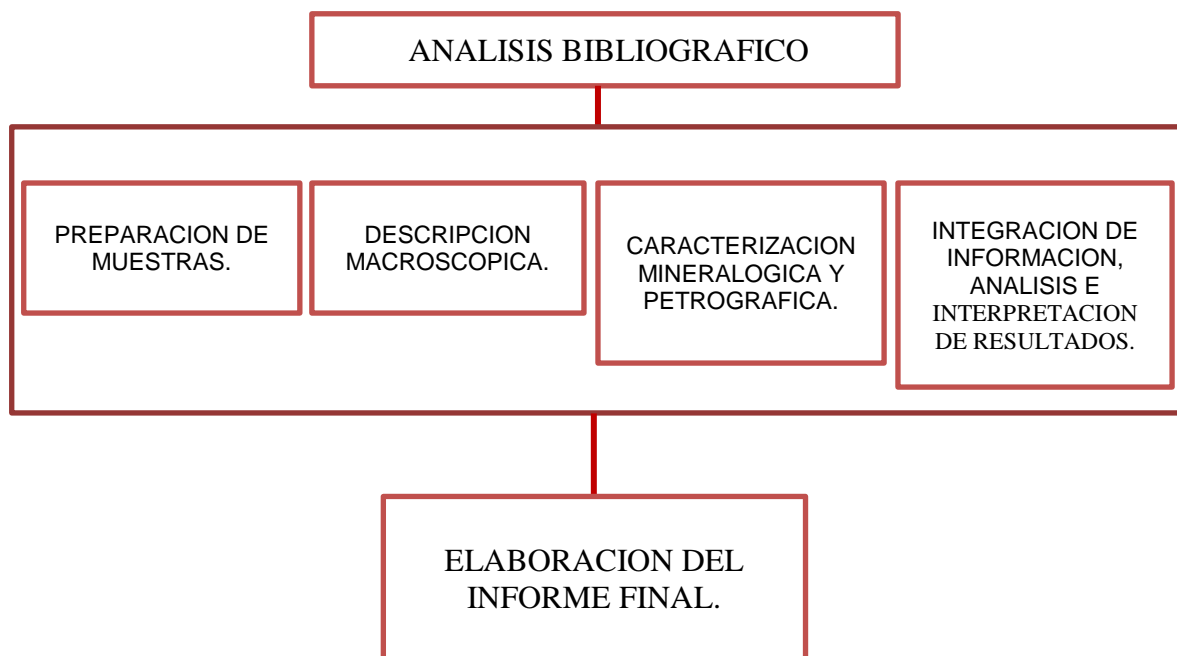 ANALISIS BIBLIOGRAFICO
PREPARACION DE
MUESTRAS.
DESCRIPCION
MACROSCOPICA.
CARACTERIZACION
MINERALOGICA Y
PETROGRAFICA.
INTEGRACION DE
INFORMACION,
ANALISIS E
INTERPRETACION
DE RESULTADOS.
ELABORACION DEL
INFORME FINAL.